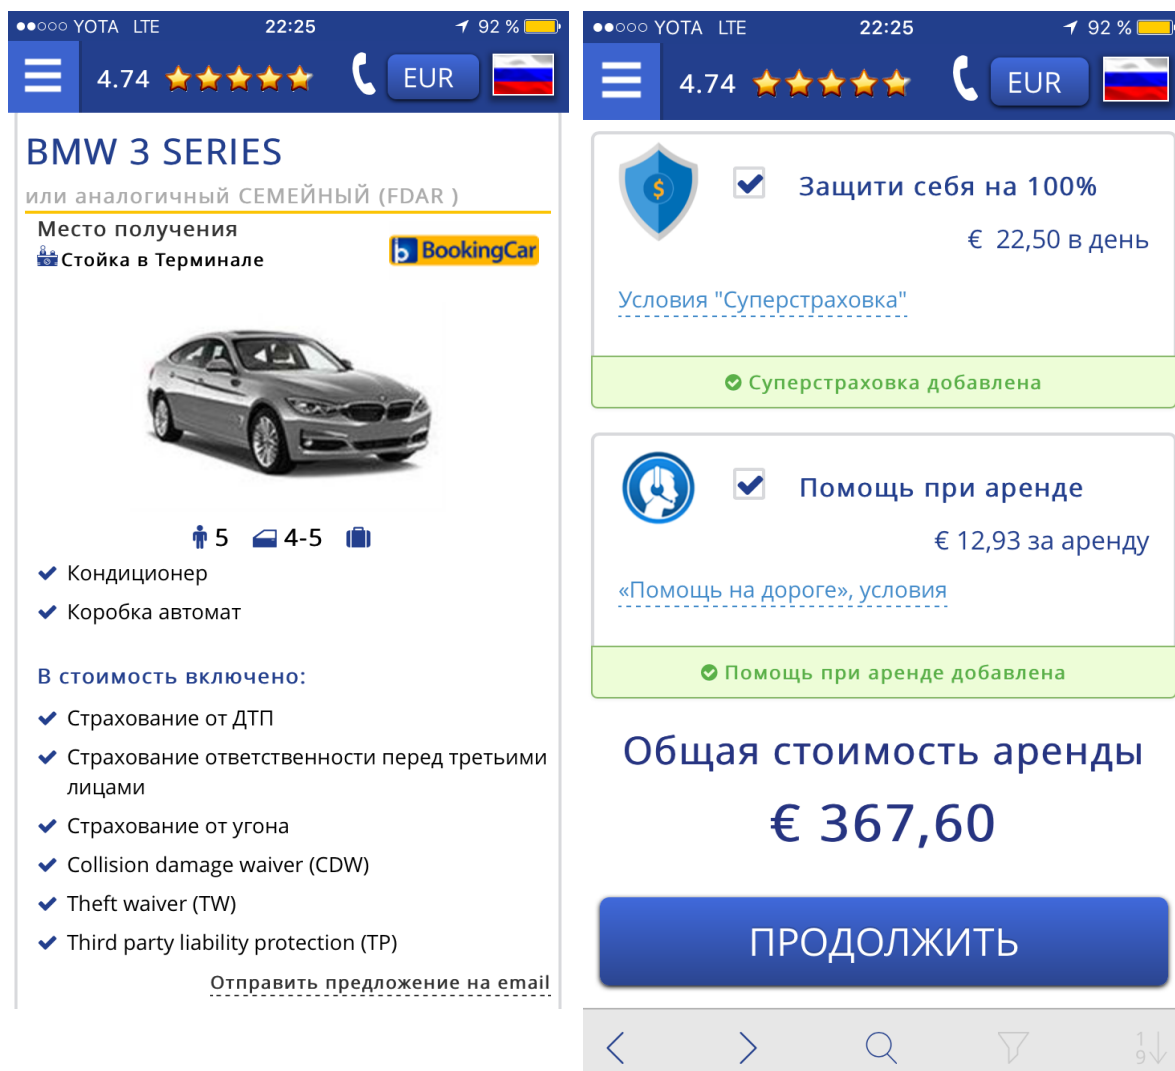 YOTA LTE 22:25 92 %
4.74 EUR
BMW 3 SERIES
или аналогичный СЕМЕЙНЫЙ (FDAR )
Место получения
Стойка в Терминале
BookingCar
5 4-5
Кондиционер
Коробка автомат
В стоимость включено:
Страхование от ДТП
Страхование ответственности перед третьими
лицами
Страхование от угона
Collision damage waiver (CDW)
Theft waiver (TW)
Third party liability protection (TP)
Отправить предложение на email
YOTA LTE 22:25 92 %
4.74 EUR
Защити себя на 100%
€ 22,50 в день
Условия "Суперстраховка"
Суперстраховка добавлена
Помощь при аренде
€ 12,93 за аренду
«Помощь на дороге», условия
Помощь при аренде добавлена
Общая стоимость аренды
€ 367,60
ПРОДОЛЖИТЬ